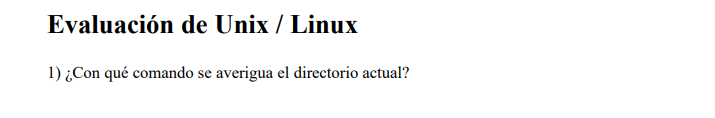 Evaluación de Unix / Linux
1) ¿Con qué comando se averigua el directorio actual?